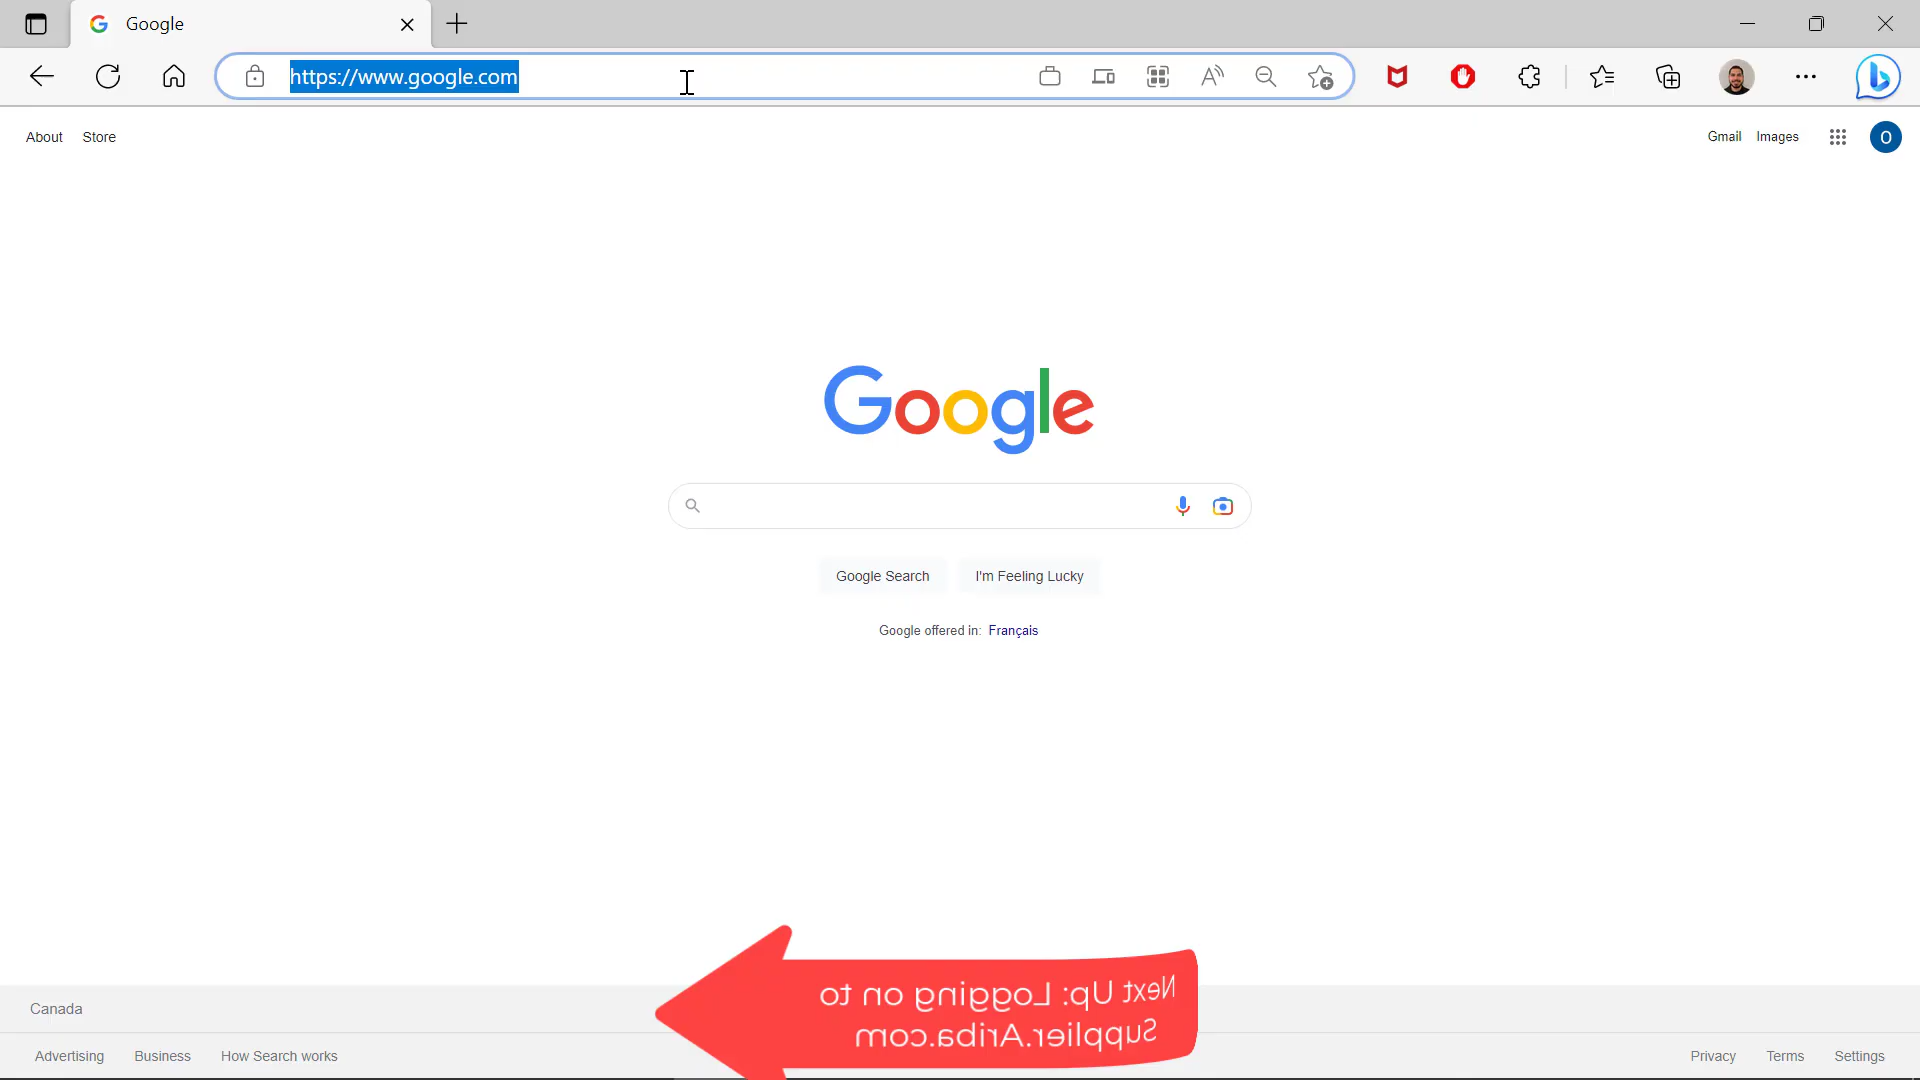 Google
https://www.google.com
About Store
Gmail Images
O
Google
Google Search I'm Feeling Lucky
Google offered in: Français
Next Up: Logging on to
Supplier.Ariba.com
Canada
Advertising Business How Search works
Privacy Terms Settings